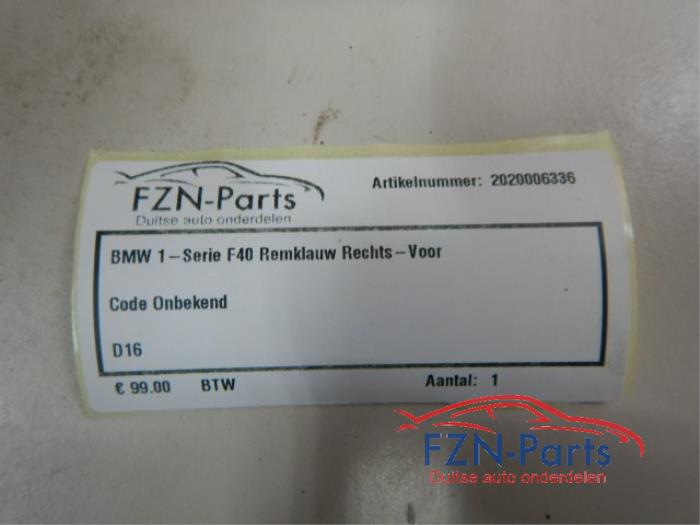 FZN-Parts
Duitse auto onderdelen
Artikelnummer: 2020006336
BMW 1-Serie F40 Remklauw Rechts-Voor
Code Onbekend
D16
€ 99.00 BTW Aantal: 1
FZN-Parts
Duitse auto onderdelen